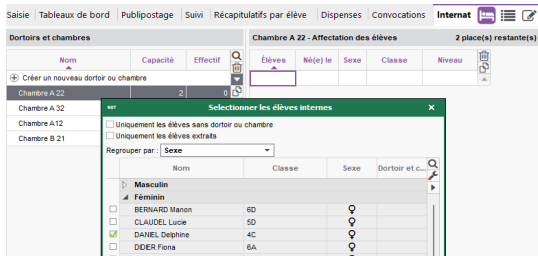 Saisie Tableaux de bord Publipostage Suivi Récapitulatifs par élève Dispenses Convocations Internat
Dortoirs et chambres
Nom Capacité Effectif
Créer un nouveau dortoir ou chambre
Chambre A 22 2 0
Chambre A 32
Chambre A12
Chambre B 21
Chambre A 22 - Affectation des élèves 2 place(s) restante(s)
Élèves Né(e) le Sexe Classe Niveau
Selectionner les élèves internes
Uniquement les élèves sans dortoir ou chambre
Uniquement les élèves extraits
Regrouper par : Sexe
Nom Classe Sexe Dortoir et c...
Masculin
Féminin
BERNARD Manon 6D
CLAUDEL Lucie 5D
DANIEL Delphine 4C
DIDIER Fiona 6A